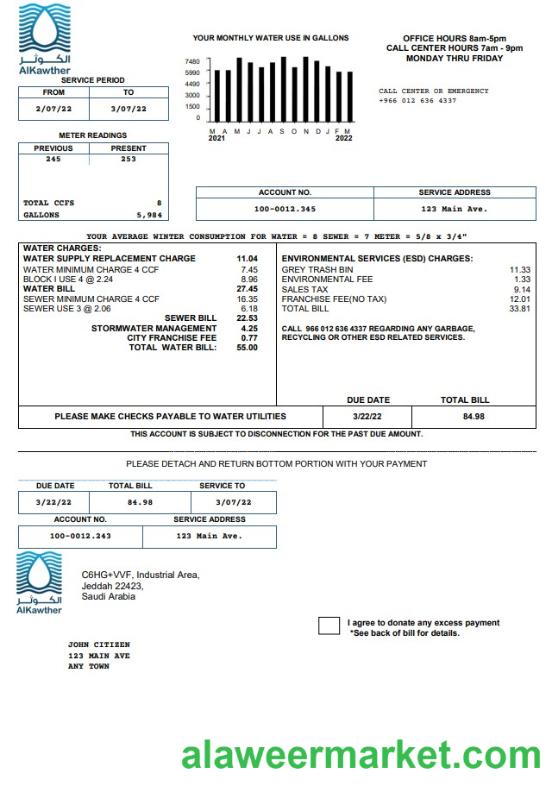 الكوثر
AlKawther
YOUR MONTHLY WATER USE IN GALLONS
7480
5990
4490
3000
1500
0
M A M J J A S O N D J F M
2021 2022
OFFICE HOURS 8am-5pm
CALL CENTER HOURS 7am - 9pm
MONDAY THRU FRIDAY
CALL CENTER OR EMERGENCY
+966 012 636 4337
SERVICE PERIOD
FROM TO
2/07/22 3/07/22
METER READINGS
PREVIOUS PRESENT
245 253
TOTAL CCFS 8
GALLONS 5,984
ACCOUNT NO. SERVICE ADDRESS
100-0012.345 123 Main Ave.
YOUR AVERAGE WINTER CONSUMPTION FOR WATER = 8 SEWER = 7 METER = 5/8 x 3/4"
WATER CHARGES:
WATER SUPPLY REPLACEMENT CHARGE 11.04
WATER MINIMUM CHARGE 4 CCF 7.45
BLOCK I USE 4 @ 2.24 8.96
WATER BILL 27.45
SEWER MINIMUM CHARGE 4 CCF 16.35
SEWER USE 3 @ 2.06 6.18
SEWER BILL 22.53
STORMWATER MANAGEMENT 4.25
CITY FRANCHISE FEE 0.77
TOTAL WATER BILL: 55.00
ENVIRONMENTAL SERVICES (ESD) CHARGES:
GREY TRASH BIN 11.33
ENVIRONMENTAL FEE 1.33
SALES TAX 9.14
FRANCHISE FEE(NO TAX) 12.01
TOTAL BILL 33.81
CALL 966 012 636 4337 REGARDING ANY GARBAGE,
RECYCLING OR OTHER ESD RELATED SERVICES.
DUE DATE TOTAL BILL
PLEASE MAKE CHECKS PAYABLE TO WATER UTILITIES 3/22/22 84.98
THIS ACCOUNT IS SUBJECT TO DISCONNECTION FOR THE PAST DUE AMOUNT.
PLEASE DETACH AND RETURN BOTTOM PORTION WITH YOUR PAYMENT
DUE DATE TOTAL BILL SERVICE TO
3/22/22 84.98 3/07/22
ACCOUNT NO. SERVICE ADDRESS
100-0012.243 123 Main Ave.
الكوثر
AlKawther
C6HG+VVF, Industrial Area,
Jeddah 22423,
Saudi Arabia
I agree to donate any excess payment
*See back of bill for details.
JOHN CITIZEN
123 MAIN AVE
ANY TOWN
alaweermarket.com